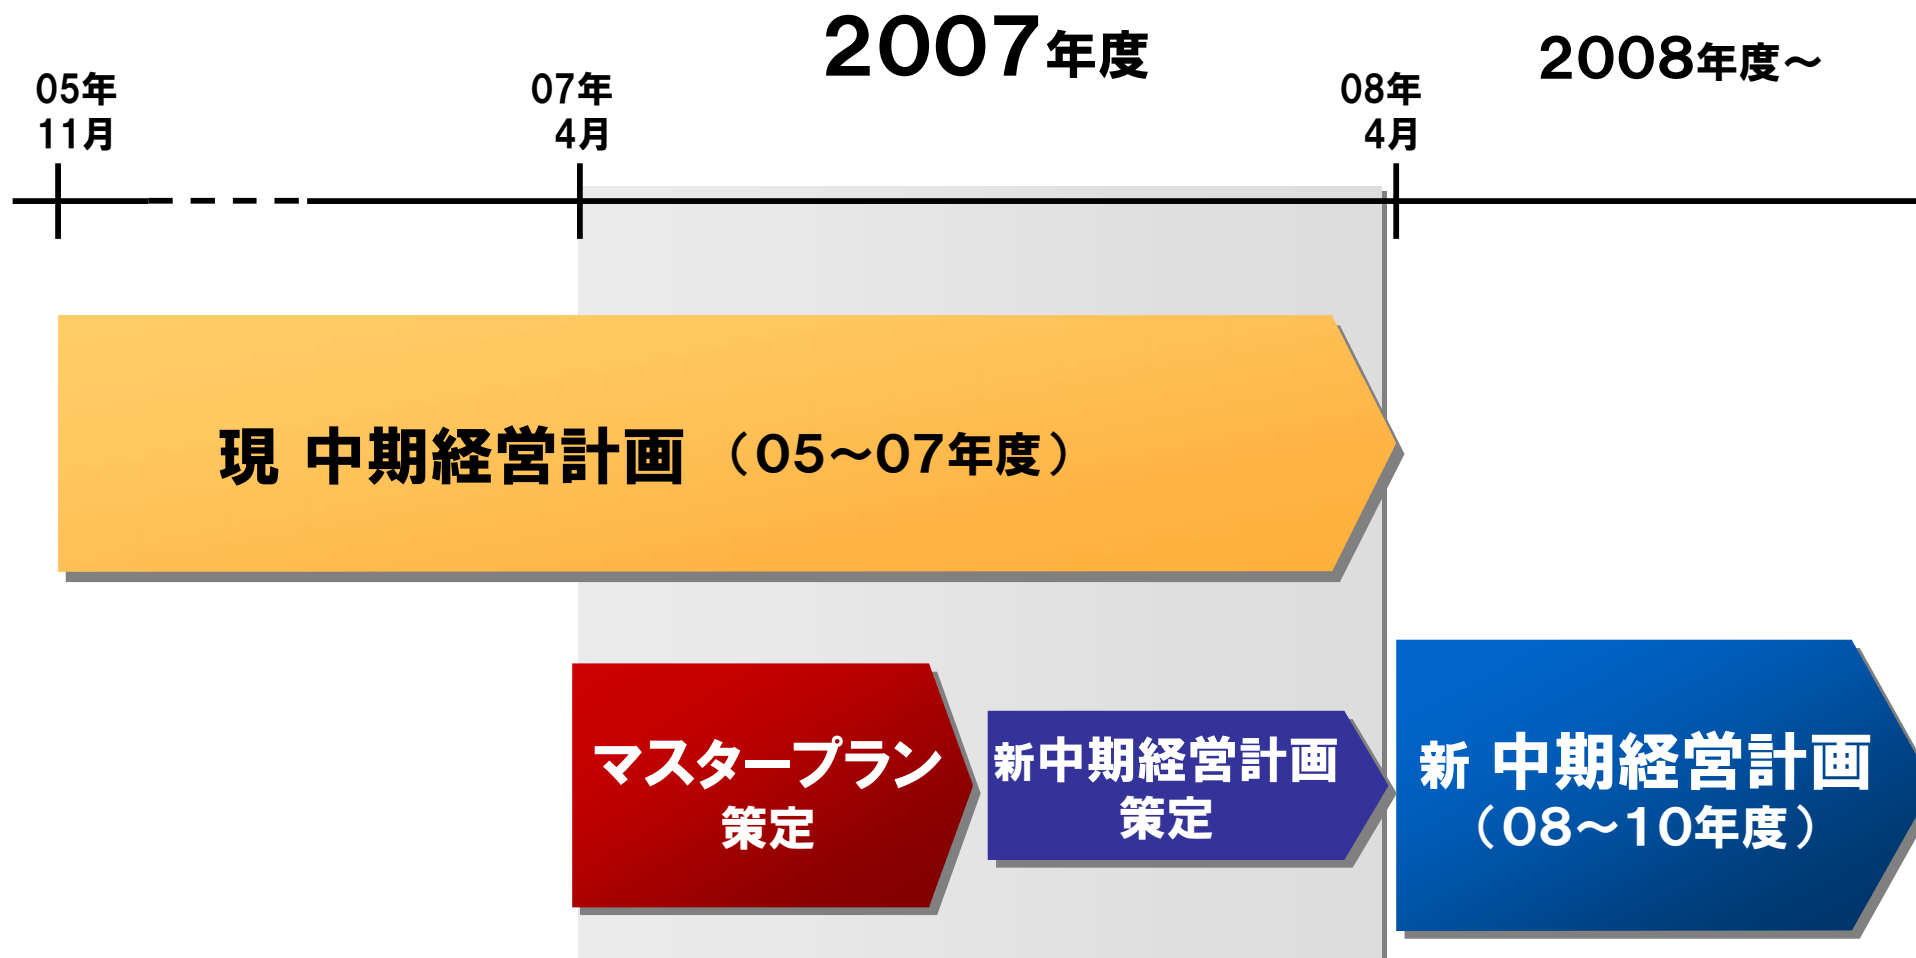 2007年度
2008年度～
05年
11月
07年
4月
08年
4月
現 中期経営計画 （05～07年度）
マスタープラン
策定
新中期経営計画
策定
新 中期経営計画
（08～10年度）